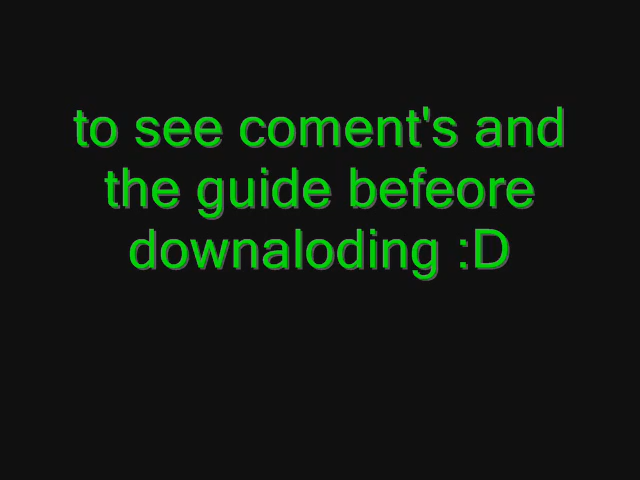 to see coment's and
the guide befeore
downaloding :D